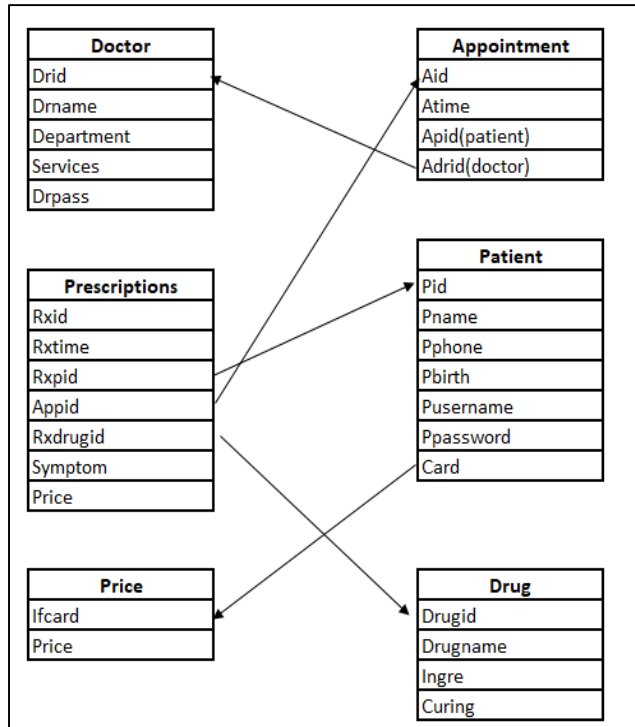 Doctor
Drid
Drname
Department
Services
Drpass
Appointment
Aid
Atime
Apid(patient)
Adrid(doctor)
Prescriptions
Rxid
Rxtime
Rxpid
Appid
Rxdrugid
Symptom
Price
Patient
Pid
Pname
Pphone
Pbirth
Pusername
Ppassword
Card
Price
Ifcard
Price
Drug
Drugid
Drugname
Ingre
Curing